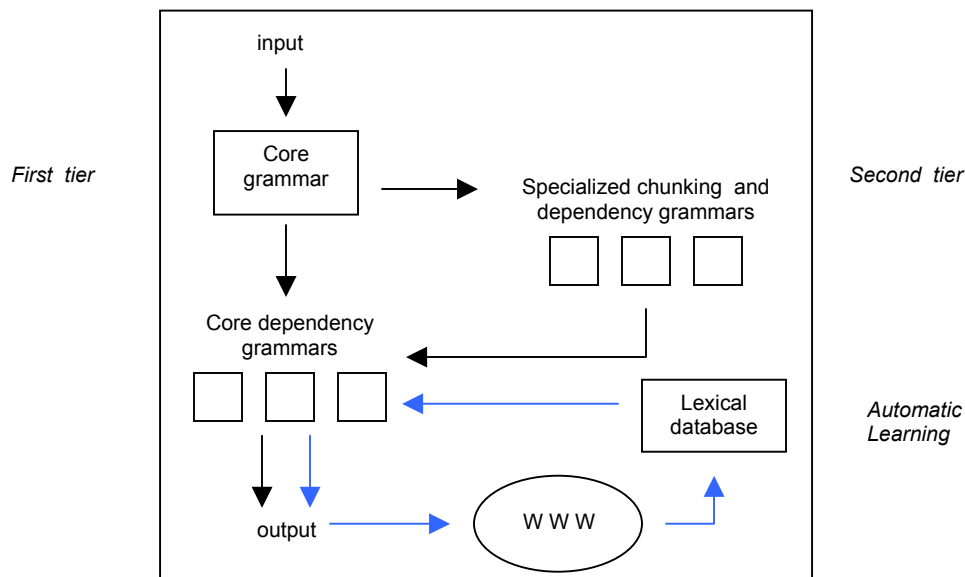 input
First tier
Core
grammar
Specialized chunking and
dependency grammars
Second tier
Core dependency
grammars
Lexical
database
Automatic
Learning
output
W W W